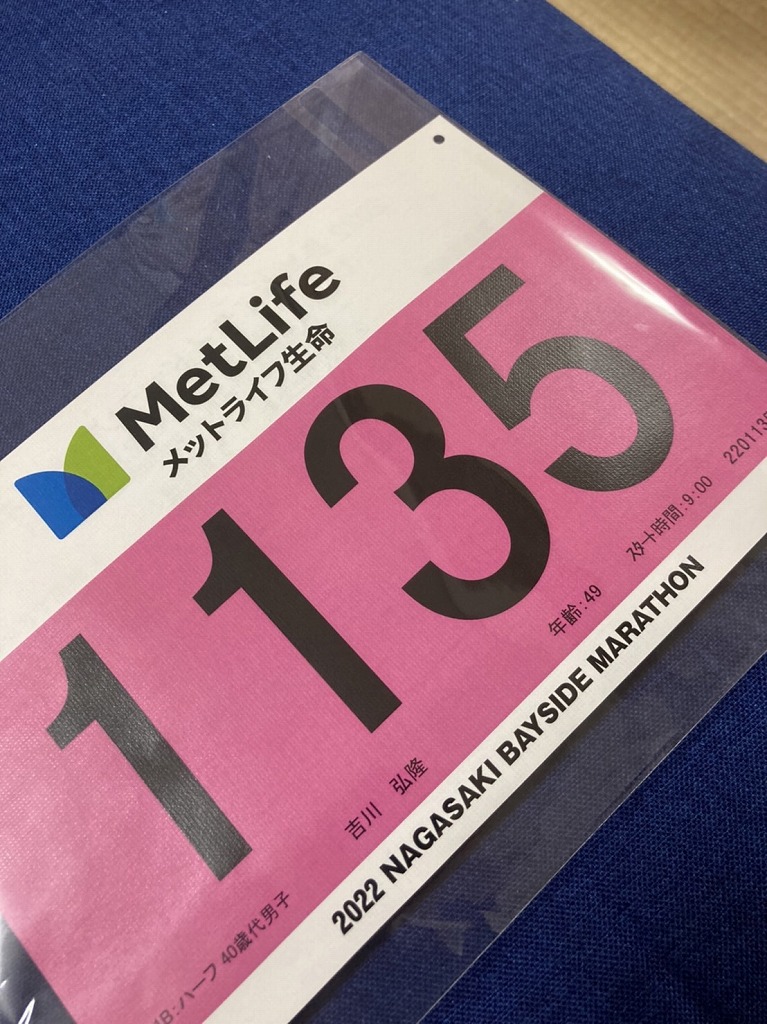 MetLife
メットライフ生命
1135
1B:ハーフ 40歳代男子 吉川 弘隆 年齢:49 スタート時間:9:00 2201135
2022 NAGASAKI BAYSIDE MARATHON